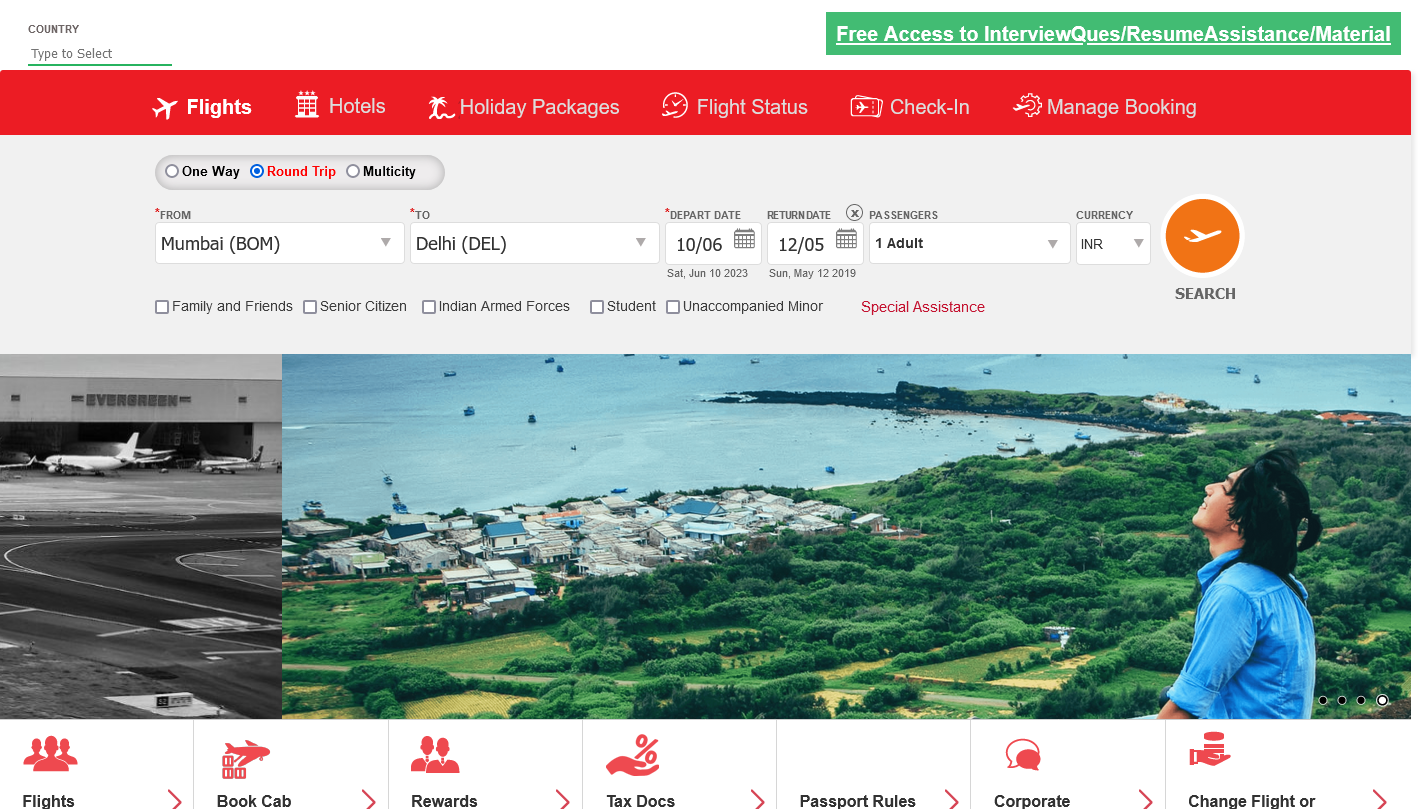 COUNTRY
Type to Select
Free Access to InterviewQues/ResumeAssistance/Material
Flights
Hotels
Holiday Packages
Flight Status
Check-In
Manage Booking
One Way
Round Trip
Multicity
*FROM
*TO
*DEPART DATE
RETURN DATE
X
PASSENGERS
CURRENCY
Mumbai (BOM)
Delhi (DEL)
10/06
12/05
1 Adult
INR
Sat, Jun 10 2023
Sun, May 12 2019
SEARCH
Family and Friends
Senior Citizen
Indian Armed Forces
Student
Unaccompanied Minor
Special Assistance
EVERGREEN
Flights
Book Cab
Rewards
Tax Docs
Passport Rules
Corporate
Change Flight or